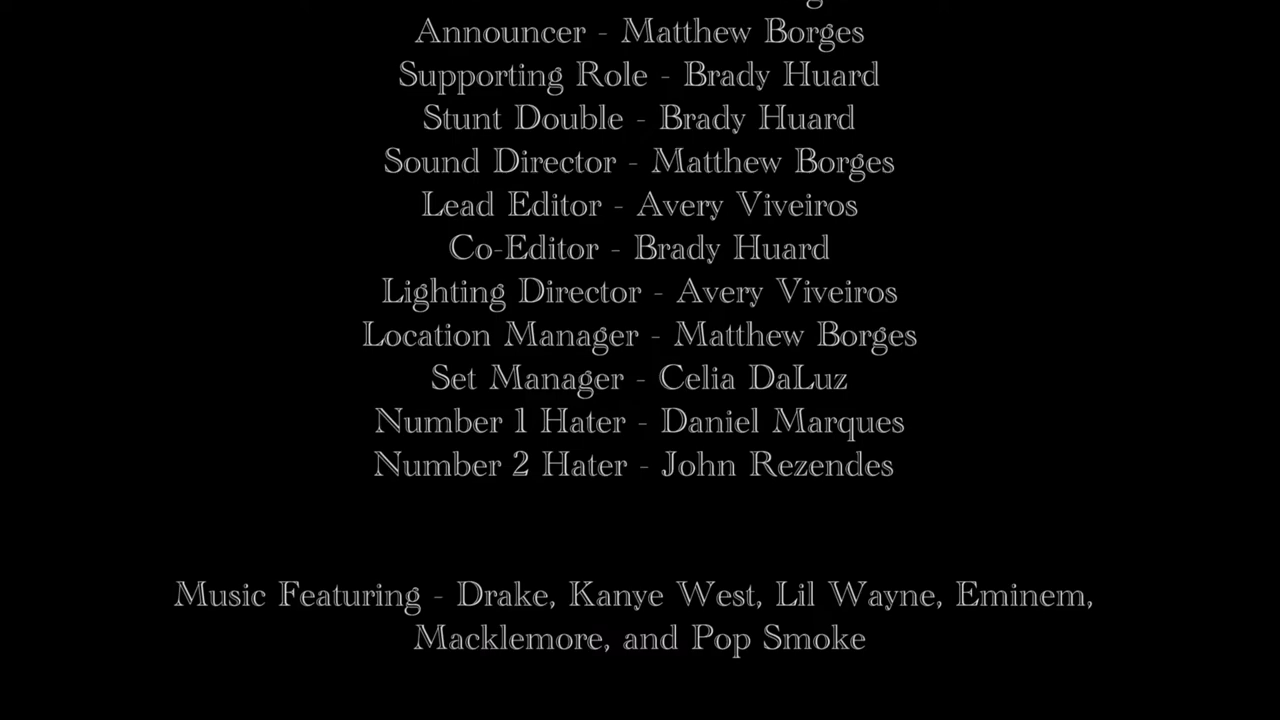 Announcer - Matthew Borges
Supporting Role - Brady Huard
Stunt Double - Brady Huard
Sound Director - Matthew Borges
Lead Editor - Avery Viveiros
Co-Editor - Brady Huard
Lighting Director - Avery Viveiros
Location Manager - Matthew Borges
Set Manager - Celia DaLuz
Number 1 Hater - Daniel Marques
Number 2 Hater - John Rezendes
Music Featuring - Drake, Kanye West, Lil Wayne, Eminem,
Macklemore, and Pop Smoke